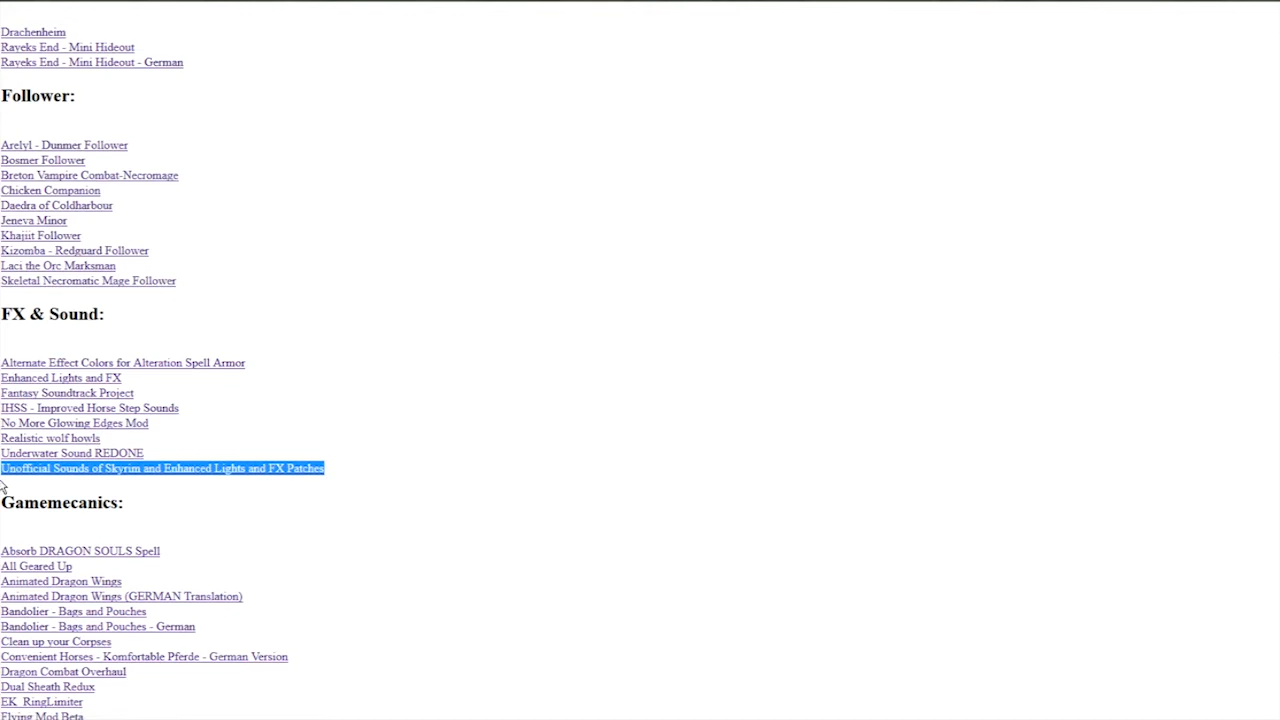 Drachenheim
Rayeks End - Mini Hideout
Rayeks End - Mini Hideout - German
Follower:
Arelyl - Dunmer Follower
Bosmer Follower
Breton Vampire Combat-Necromage
Chicken Companion
Daedra of Coldharbour
Jeneva Minor
Khajiit Follower
Kizomba - Redguard Follower
Laci the Orc Marksman
Skeletal Necromatic Mage Follower
FX & Sound:
Alternate Effect Colors for Alteration Spell Armor
Enhanced Lights and FX
Fantasy Soundtrack Project
IHSS - Improved Horse Step Sounds
No More Glowing Edges Mod
Realistic wolf howls
Underwater Sound REDONE
Unofficial Sounds of Skyrim and Enhanced Lights and FX Patches
Gamemecanics:
Absorb DRAGON SOULS Spell
All Geared Up
Animated Dragon Wings
Animated Dragon Wings (GERMAN Translation)
Bandolier - Bags and Pouches
Bandolier - Bags and Pouches - German
Clean up your Corpses
Convenient Horses - Komfortable Pferde - German Version
Dragon Combat Overhaul
Dual Sheath Redux
EK_RingLimiter
Flying Mod Beta